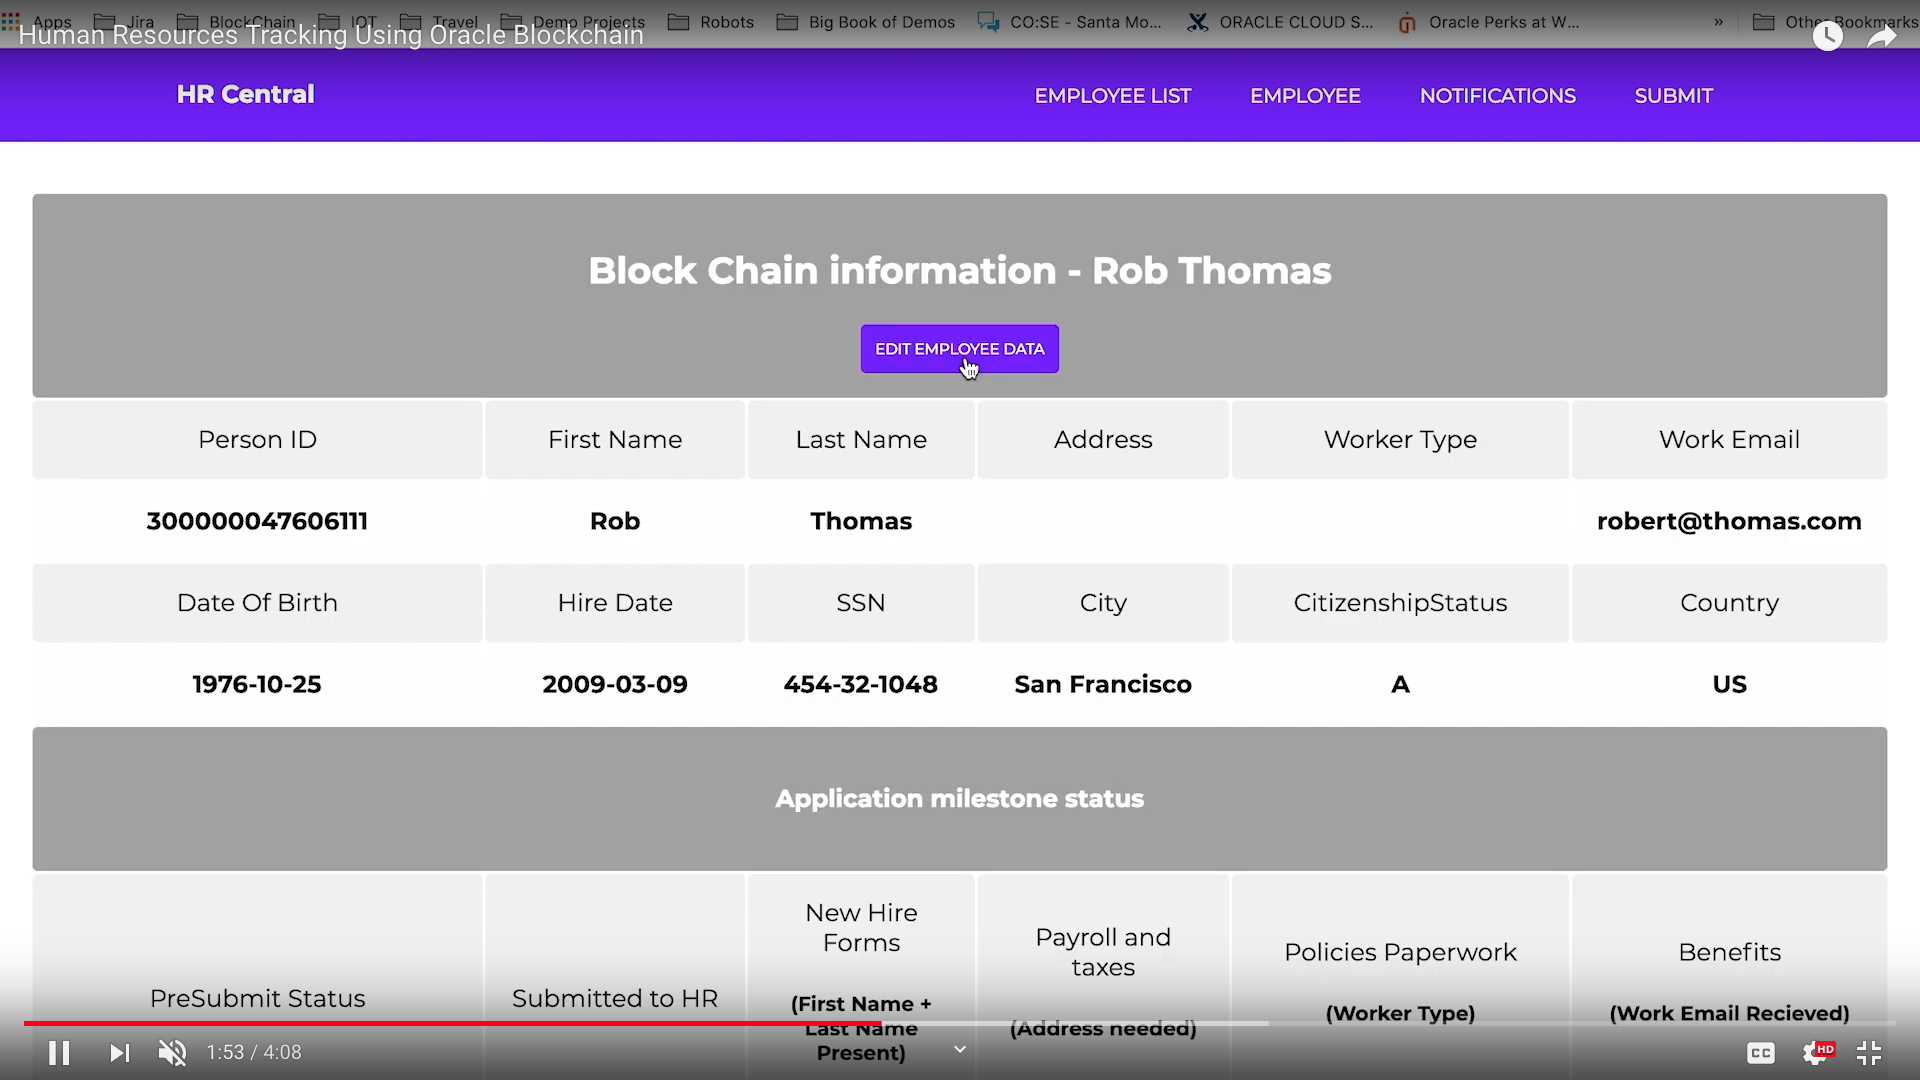 Apps Jira BlockChain IOT Travel Demo Projects Robots Big Book of Demos CO:SE - Santa Mo... ORACLE CLOUD S... Oracle Perks at W... » Other Bookmarks
Human Resources Tracking Using Oracle Blockchain
HR Central EMPLOYEE LIST EMPLOYEE NOTIFICATIONS SUBMIT
Block Chain information - Rob Thomas
EDIT EMPLOYEE DATA
Person ID First Name Last Name Address Worker Type Work Email
300000047606111 Rob Thomas robert@thomas.com
Date Of Birth Hire Date SSN City CitizenshipStatus Country
1976-10-25 2009-03-09 454-32-1048 San Francisco A US
Application milestone status
PreSubmit Status
Submitted to HR
New Hire
Forms
(First Name +
Last Name
Present)
Payroll and
taxes
(Address needed)
Policies Paperwork
(Worker Type)
Benefits
(Work Email Recieved)
1:53 / 4:08
CC
HD